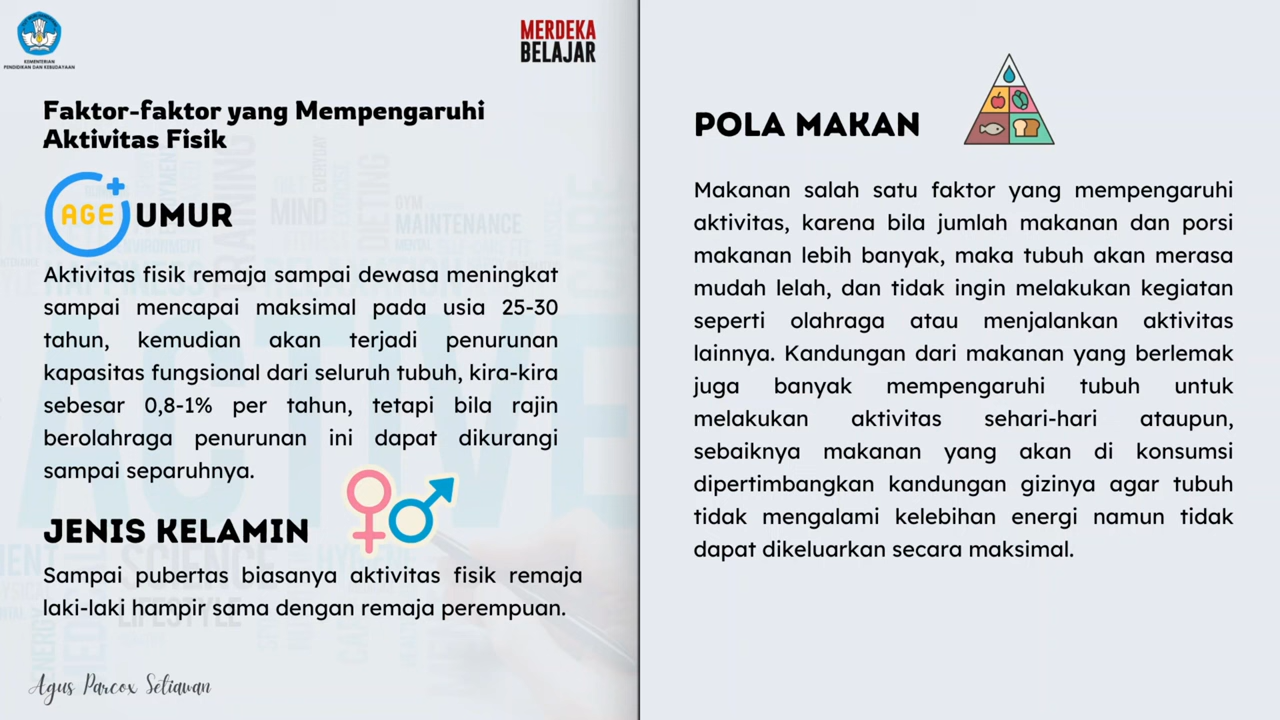 KEMENTERIAN
PENDIDIKAN DAN KEBUDAYAAN
MERDEKA
BELAJAR
Faktor-faktor yang Mempengaruhi
Aktivitas Fisik
AGE
UMUR
Aktivitas fisik remaja sampai dewasa meningkat
sampai mencapai maksimal pada usia 25-30
tahun, kemudian akan terjadi penurunan
kapasitas fungsional dari seluruh tubuh, kira-kira
sebesar 0,8-1% per tahun, tetapi bila rajin
berolahraga penurunan ini dapat dikurangi
sampai separuhnya.
JENIS KELAMIN
Sampai pubertas biasanya aktivitas fisik remaja
laki-laki hampir sama dengan remaja perempuan.
Agus Parcox Setiawan
POLA MAKAN
Makanan salah satu faktor yang mempengaruhi
aktivitas, karena bila jumlah makanan dan porsi
makanan lebih banyak, maka tubuh akan merasa
mudah lelah, dan tidak ingin melakukan kegiatan
seperti olahraga atau menjalankan aktivitas
lainnya. Kandungan dari makanan yang berlemak
juga banyak mempengaruhi tubuh untuk
melakukan aktivitas sehari-hari ataupun,
sebaiknya makanan yang akan di konsumsi
dipertimbangkan kandungan gizinya agar tubuh
tidak mengalami kelebihan energi namun tidak
dapat dikeluarkan secara maksimal.